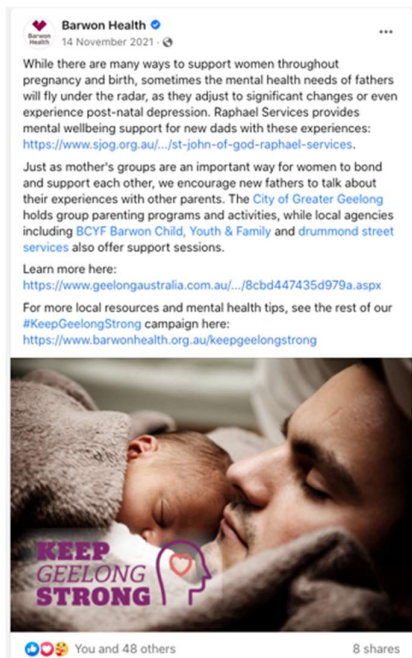 Barwon Health
Barwon
Health
14 November 2021 ·
While there are many ways to support women throughout
pregnancy and birth, sometimes the mental health needs of fathers
will fly under the radar, as they adjust to significant changes or even
experience post-natal depression. Raphael Services provides
mental wellbeing support for new dads with these experiences:
https://www.sjog.org.au/.../st-john-of-god-raphael-services.
Just as mother's groups are an important way for women to bond
and support each other, we encourage new fathers to talk about
their experiences with other parents. The City of Greater Geelong
holds group parenting programs and activities, while local agencies
including BCYF Barwon Child, Youth & Family and drummond street
services also offer support sessions.
Learn more here:
https://www.geelongaustralia.com.au/.../8cbd447435d979a.aspx
For more local resources and mental health tips, see the rest of our
#KeepGeelongStrong campaign here:
https://www.barwonhealth.org.au/keepgeelongstrong
KEEP
GEELONG
STRONG
You and 48 others
8 shares